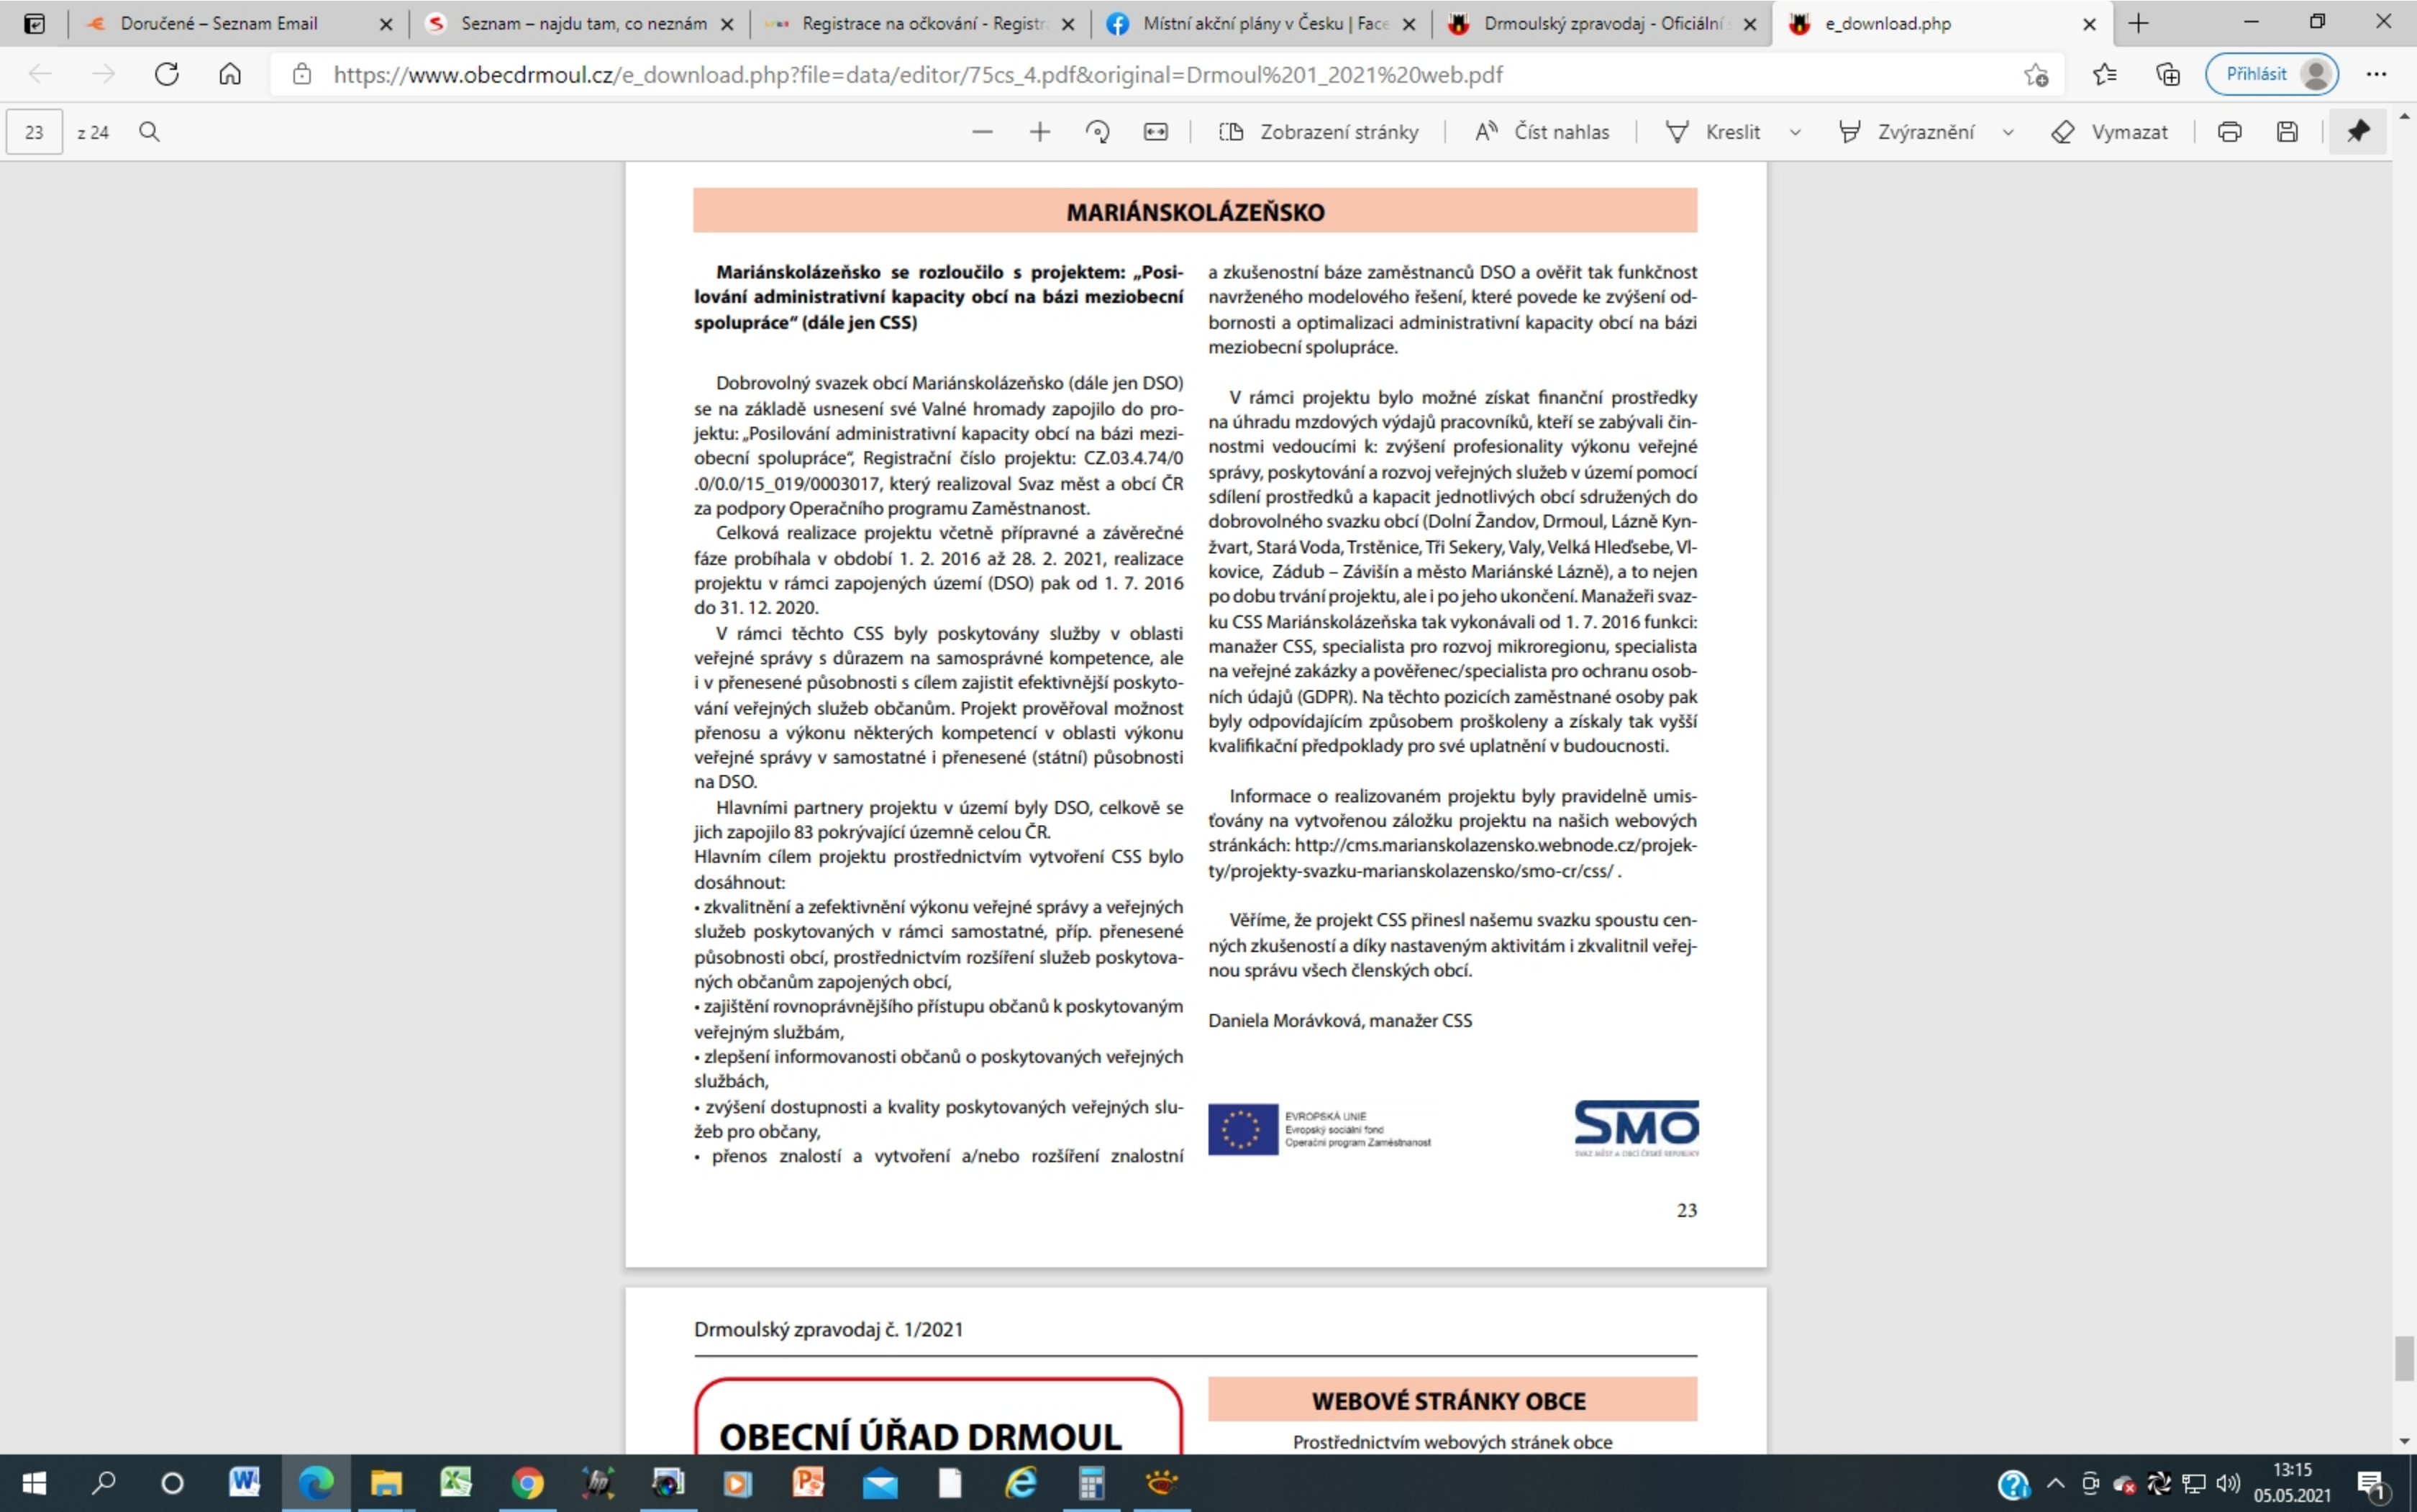 Doručené – Seznam Email
Seznam – najdu tam, co neznám
Registrace na očkování - Registr
Místní akční plány v Česku | Face
Drmoulský zpravodaj - Oficiální
e_download.php
https://www.obecdrmoul.cz/e_download.php?file=data/editor/75cs_4.pdf&original=Drmoul%201_2021%20web.pdf
Přihlásit
23 z 24
Zobrazení stránky
Číst nahlas
Kreslit
Zvýraznění
Vymazat
MARIÁNSKOLÁZEŇSKO
Mariánskolázeňsko se rozloučilo s projektem: „Posi-
lování administrativní kapacity obcí na bázi meziobecní
spolupráce“ (dále jen CSS)
Dobrovolný svazek obcí Mariánskolázeňsko (dále jen DSO)
se na základě usnesení své Valné hromady zapojilo do pro-
jektu: „Posilování administrativní kapacity obcí na bázi mezi-
obecní spolupráce“, Registrační číslo projektu: CZ.03.4.74/0
.0/0.0/15_019/0003017, který realizoval Svaz měst a obcí ČR
za podpory Operačního programu Zaměstnanost.
Celková realizace projektu včetně přípravné a závěrečné
fáze probíhala v období 1. 2. 2016 až 28. 2. 2021, realizace
projektu v rámci zapojených území (DSO) pak od 1. 7. 2016
do 31. 12. 2020.
V rámci těchto CSS byly poskytovány služby v oblasti
veřejné správy s důrazem na samosprávné kompetence, ale
i v přenesené působnosti s cílem zajistit efektivnější poskyto-
vání veřejných služeb občanům. Projekt prověřoval možnost
přenosu a výkonu některých kompetencí v oblasti výkonu
veřejné správy v samostatné i přenesené (státní) působnosti
na DSO.
Hlavními partnery projektu v území byly DSO, celkově se
jich zapojilo 83 pokrývající územně celou ČR.
Hlavním cílem projektu prostřednictvím vytvoření CSS bylo
dosáhnout:
• zkvalitnění a zefektivnění výkonu veřejné správy a veřejných
služeb poskytovaných v rámci samostatné, příp. přenesené
působnosti obcí, prostřednictvím rozšíření služeb poskytova-
ných občanům zapojených obcí,
• zajištění rovnoprávnějšího přístupu občanů k poskytovaným
veřejným službám,
• zlepšení informovanosti občanů o poskytovaných veřejných
službách,
• zvýšení dostupnosti a kvality poskytovaných veřejných slu-
žeb pro občany,
• přenos znalostí a vytvoření a/nebo rozšíření znalostní
a zkušenostní báze zaměstnanců DSO a ověřit tak funkčnost
navrženého modelového řešení, které povede ke zvýšení od-
bornosti a optimalizaci administrativní kapacity obcí na bázi
meziobecní spolupráce.
V rámci projektu bylo možné získat finanční prostředky
na úhradu mzdových výdajů pracovníků, kteří se zabývali čin-
nostmi vedoucími k: zvýšení profesionality výkonu veřejné
správy, poskytování a rozvoj veřejných služeb v území pomocí
sdílení prostředků a kapacit jednotlivých obcí sdružených do
dobrovolného svazku obcí (Dolní Žandov, Drmoul, Lázně Kyn-
žvart, Stará Voda, Trstěnice, Tři Sekery, Valy, Velká Hleďsebe, Vl-
kovice, Zádub – Závišín a město Mariánské Lázně), a to nejen
po dobu trvání projektu, ale i po jeho ukončení. Manažeři svaz-
ku CSS Mariánskolázeňska tak vykonávali od 1. 7. 2016 funkci:
manažer CSS, specialista pro rozvoj mikroregionu, specialista
na veřejné zakázky a pověřenec/specialista pro ochranu osob-
ních údajů (GDPR). Na těchto pozicích zaměstnané osoby pak
byly odpovídajícím způsobem proškoleny a získaly tak vyšší
kvalifikační předpoklady pro své uplatnění v budoucnosti.
Informace o realizovaném projektu byly pravidelně umis-
ťovány na vytvořenou záložku projektu na našich webových
stránkách: http://cms.marianskolazensko.webnode.cz/projek-
ty/projekty-svazku-marianskolazensko/smo-cr/css/ .
Věříme, že projekt CSS přinesl našemu svazku spoustu cen-
ných zkušeností a díky nastaveným aktivitám i zkvalitnil veřej-
nou správu všech členských obcí.
Daniela Morávková, manažer CSS
EVROPSKÁ UNIE
Evropský sociální fond
Operační program Zaměstnanost
SMO
SVAZ MĚST A OBCÍ ČESKÉ REPUBLIKY
23
Drmoulský zpravodaj č. 1/2021
OBECNÍ ÚŘAD DRMOUL
WEBOVÉ STRÁNKY OBCE
Prostřednictvím webových stránek obce
13:15
05.05.2021